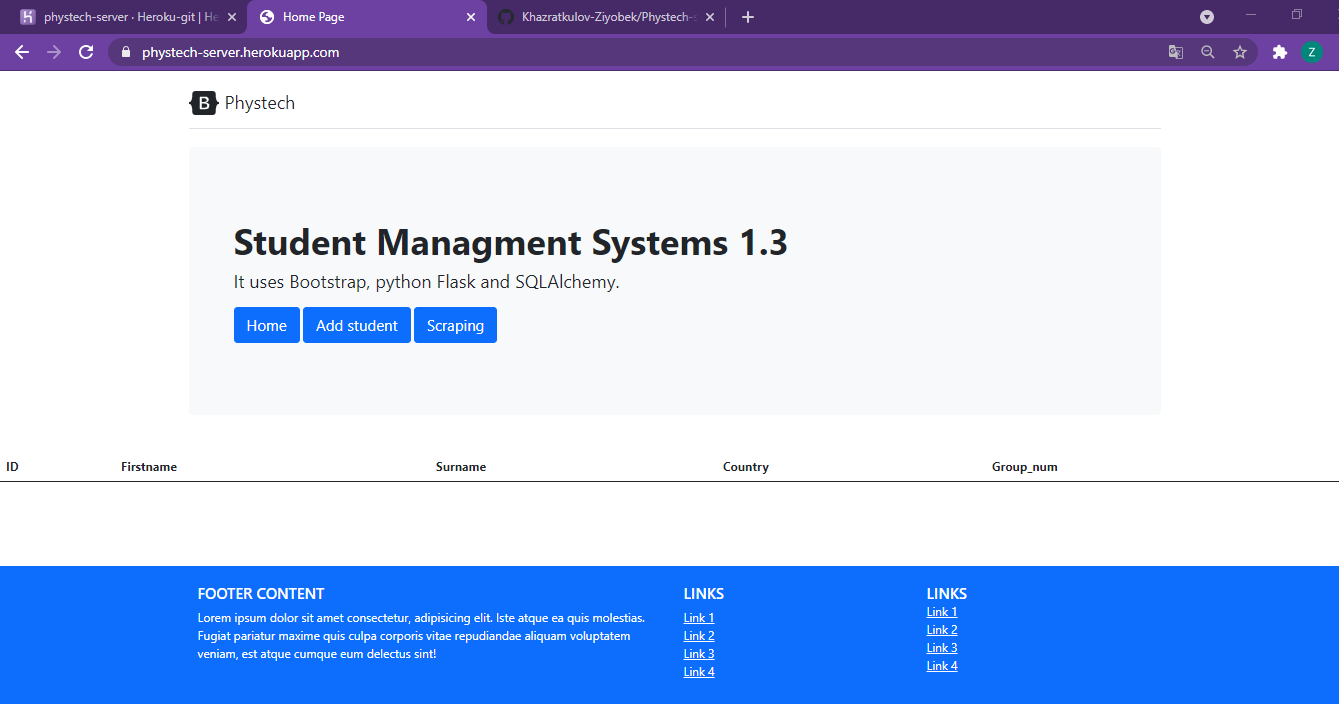 phystech-server · Heroku-git | He
Home Page
Khazratkulov-Ziyobek/Phystech-s
phystech-server.herokuapp.com
Z
B Phystech
Student Managment Systems 1.3
It uses Bootstrap, python Flask and SQLAlchemy.
Home Add student Scraping
ID Firstname Surname Country Group_num
FOOTER CONTENT
Lorem ipsum dolor sit amet consectetur, adipisicing elit. Iste atque ea quis molestias.
Fugiat pariatur maxime quis culpa corporis vitae repudiandae aliquam voluptatem
veniam, est atque cumque eum delectus sint!
LINKS
Link 1
Link 2
Link 3
Link 4
LINKS
Link 1
Link 2
Link 3
Link 4